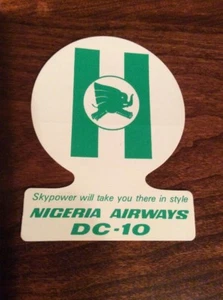 Skypower will take you there in style
NIGERIA AIRWAYS
DC-10